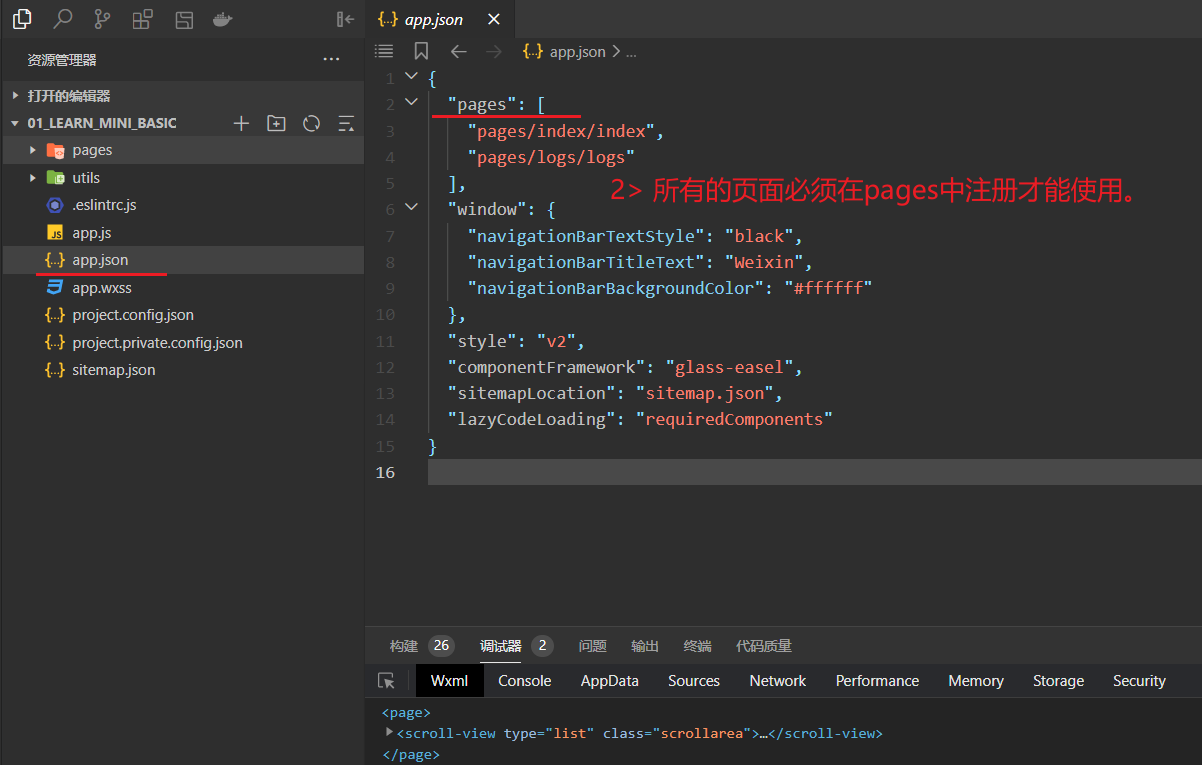 app.json
资源管理器
app.json > ...
打开的编辑器
01_LEARN_MINI_BASIC
pages
utils
.eslintrc.js
app.js
app.json
app.wxss
project.config.json
project.private.config.json
sitemap.json
1 {
2 "pages": [
3 "pages/index/index",
4 "pages/logs/logs"
5 ],
2> 所有的页面必须在pages中注册才能使用。
6 "window": {
7 "navigationBarTextStyle": "black",
8 "navigationBarTitleText": "Weixin",
9 "navigationBarBackgroundColor": "#ffffff"
10 },
11 "style": "v2",
12 "componentFramework": "glass-easel",
13 "sitemapLocation": "sitemap.json",
14 "lazyCodeLoading": "requiredComponents"
15 }
16
构建 26 调试器 2 问题 输出 终端 代码质量
Wxml Console AppData Sources Network Performance Memory Storage Security
<page>
<scroll-view type="list" class="scrollarea">…</scroll-view>
</page>